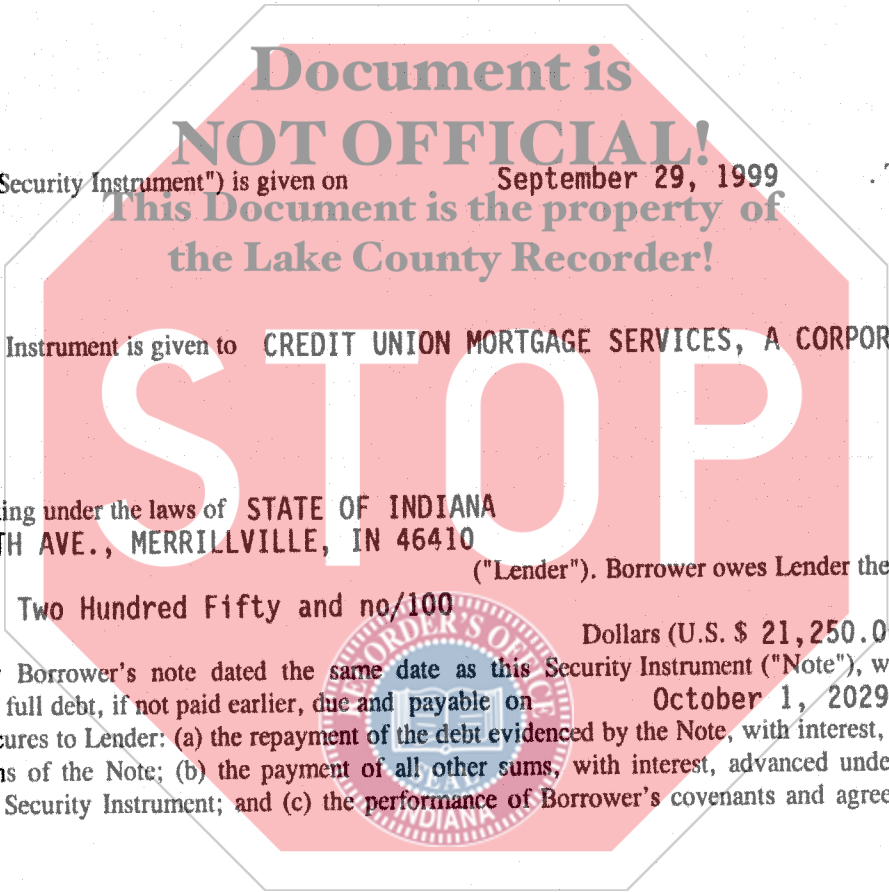 Document is
NOT OFFICIAL!
Security Instrument") is given on September 29, 1999 .
This Document is the property of
the Lake County Recorder!
Instrument is given to CREDIT UNION MORTGAGE SERVICES, A CORPOR
STOP
ing under the laws of STATE OF INDIANA
TH AVE., MERRILLVILLE, IN 46410
("Lender"). Borrower owes Lender the
Two Hundred Fifty and no/100
Dollars (U.S. $ 21,250.0
Borrower's note dated the same date as this Security Instrument ("Note"), w
full debt, if not paid earlier, due and payable on October 1, 2029
cures to Lender: (a) the repayment of the debt evidenced by the Note, with interest,
ns of the Note; (b) the payment of all other sums, with interest, advanced unde
Security Instrument; and (c) the performance of Borrower's covenants and agree
RECORDER'S OFFICE
SEAL
INDIANA